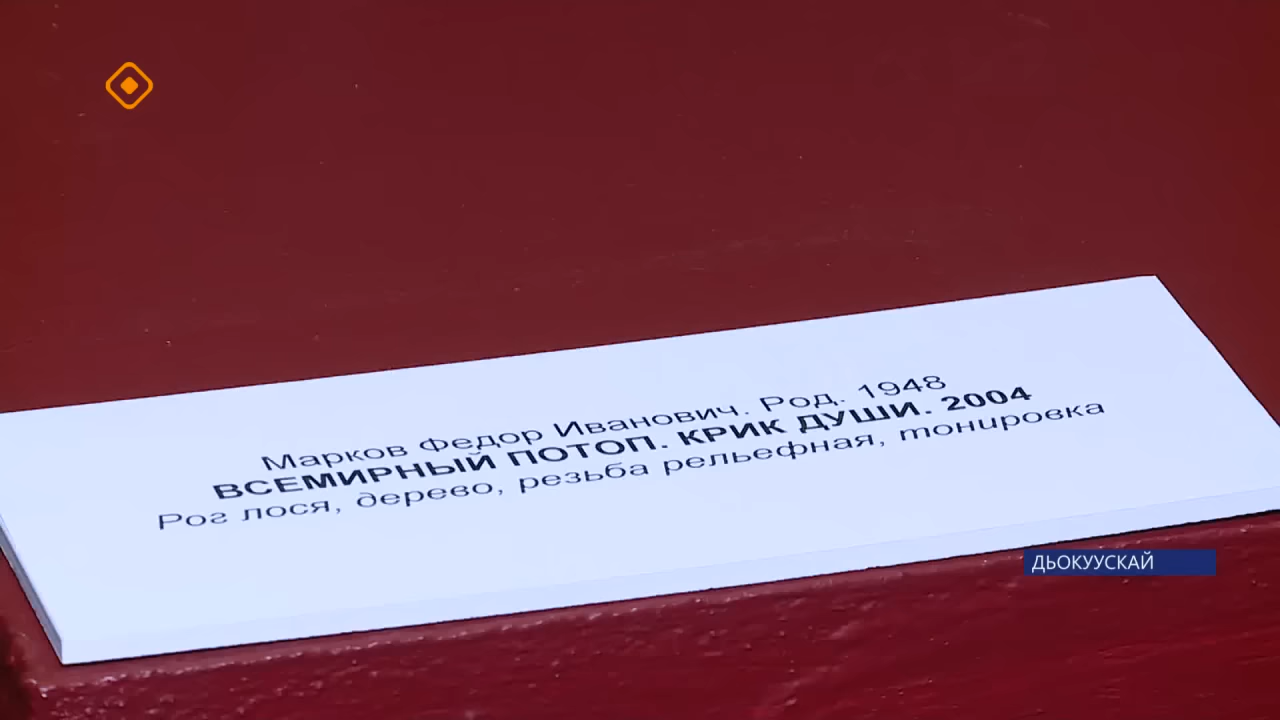 Марков Федор Иванович. Род. 1948
ВСЕМИРНЫЙ ПОТОП. КРИК ДУШИ. 2004
Рог лося, дерево, резьба рельефная, тонировка
ДЬОКУУСКАЙ